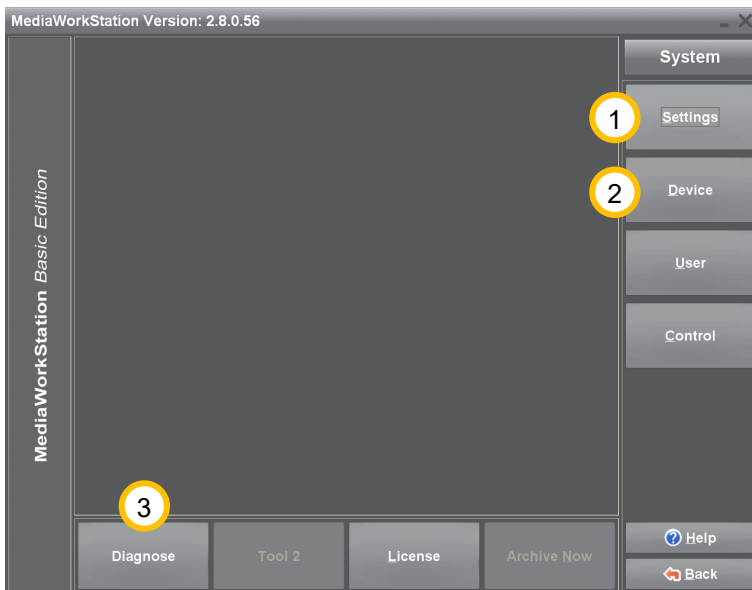 MediaWorkStation Version: 2.8.0.56
System
1
Settings
2
Device
User
Control
MediaWorkStation Basic Edition
3
Diagnose
Tool 2
License
Archive Now
Help
Back